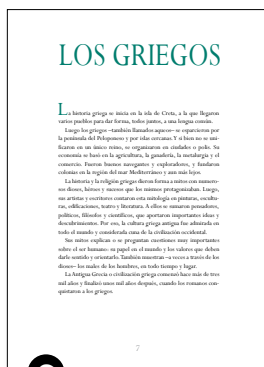 LOS GRIEGOS
La historia griega se inicia en la isla de Creta, a la que llegaron
varios pueblos para dar forma, todos juntos, a una lengua común.
Luego los griegos –también llamados aqueos– se esparcieron por
la península del Peloponeso y por islas cercanas. Y si bien no se uni-
ficaron en un único reino, se organizaron en ciudades o polis. Su
economía se basó en la agricultura, la ganadería, la metalurgia y el
comercio. Fueron buenos navegantes y exploradores, y fundaron
colonias en la región del mar Mediterráneo y aun más lejos.
La historia y la religión griegas dieron forma a mitos con numero-
sos dioses, héroes y sucesos que los mismos protagonizaban. Luego,
sus artistas y escritores contaron esta mitología en pinturas, escultu-
ras, edificaciones, teatro y literatura. A ellos se sumaron pensadores,
políticos, filósofos y científicos, que aportaron importantes ideas y
descubrimientos. Por eso, la cultura griega antigua fue admirada en
todo el mundo y considerada cuna de la civilización occidental.
Sus mitos explican o se preguntan cuestiones muy importantes
sobre el ser humano: su papel en el mundo y los valores que deben
darle sentido y orientarlo. También muestran –a veces a través de los
dioses– los males de los hombres, en todo tiempo y lugar.
La Antigua Grecia o civilización griega comenzó hace más de tres
mil años y finalizó unos mil años después, cuando los romanos con-
quistaron a los griegos.
7